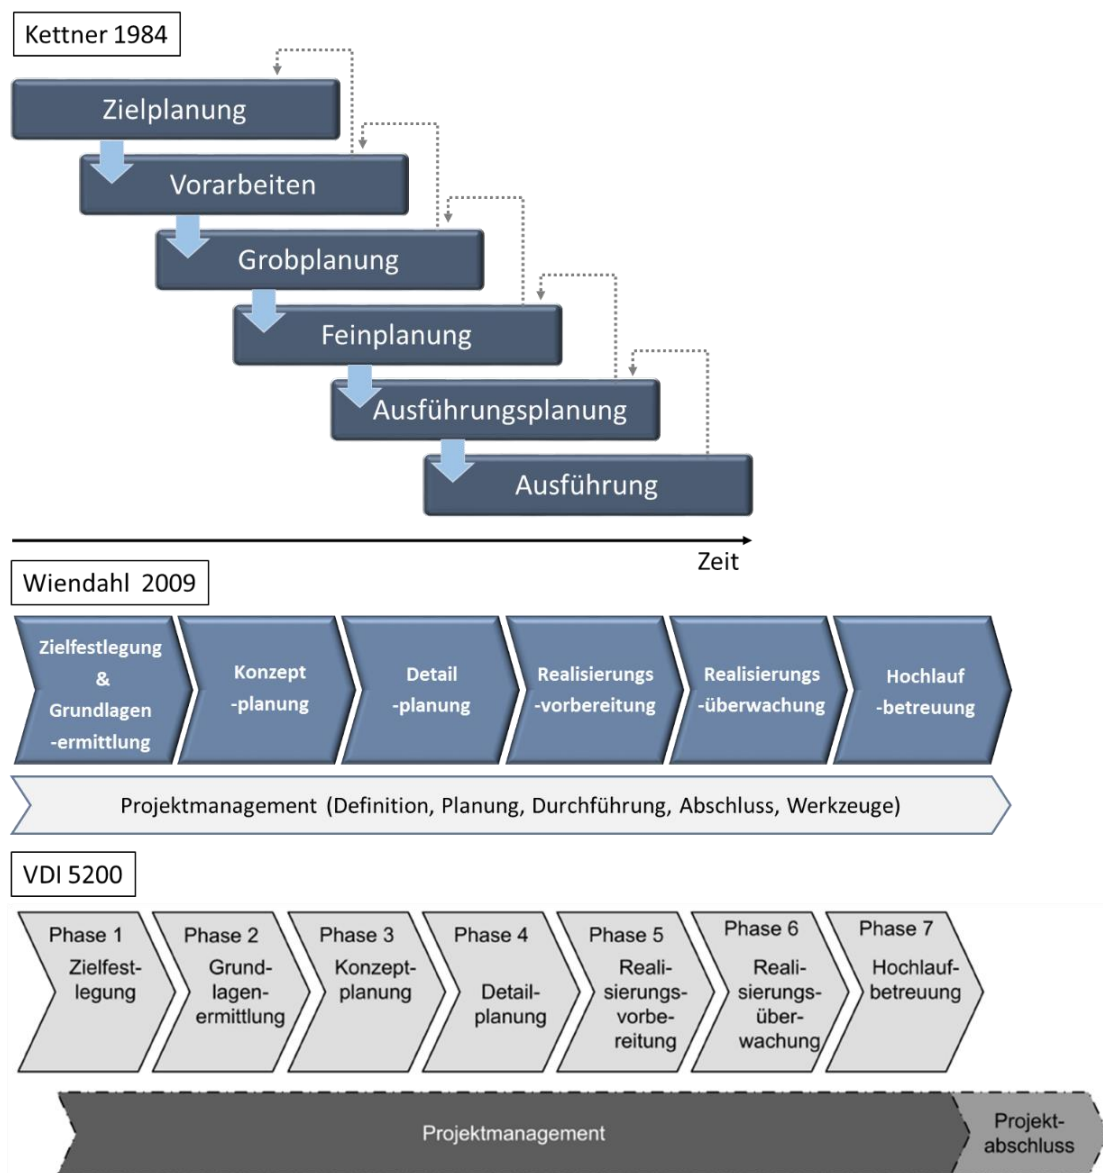 Kettner 1984
Zielplanung
Vorarbeiten
Grobplanung
Feinplanung
Ausführungsplanung
Ausführung
Zeit
Wiendahl 2009
Zielfestlegung
&
Grundlagen
-ermittlung
Konzept
-planung
Detail
-planung
Realisierungs
-vorbereitung
Realisierungs
-überwachung
Hochlauf
-betreuung
Projektmanagement (Definition, Planung, Durchführung, Abschluss, Werkzeuge)
VDI 5200
Phase 1
Zielfest-
legung
Phase 2
Grund-
lagen-
ermittlung
Phase 3
Konzept-
planung
Phase 4
Detail-
planung
Phase 5
Reali-
sierungs-
vorbe-
reitung
Phase 6
Reali-
sierungs-
über-
wachung
Phase 7
Hochlauf-
betreuung
Projektmanagement
Projekt-
abschluss